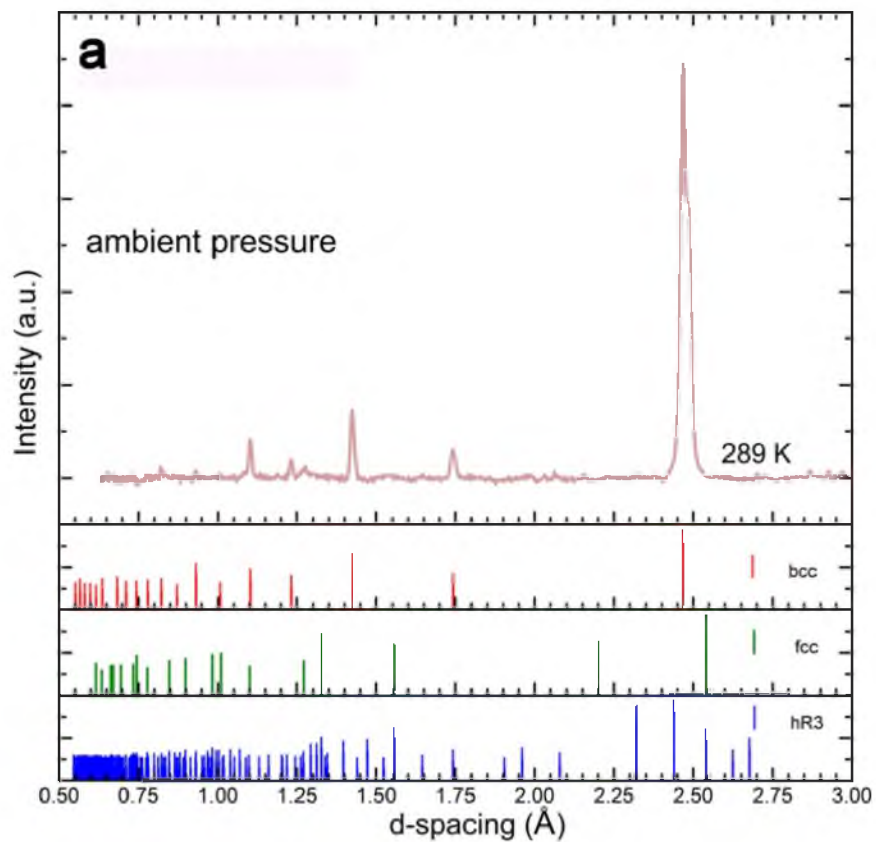 a
ambient pressure
Intensity (a.u.)
289 K
bcc
fcc
hR3
0.50 0.75 1.00 1.25 1.50 1.75 2.00 2.25 2.50 2.75 3.00
d-spacing (Å)